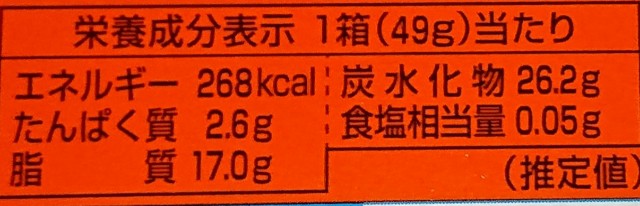 栄養成分表示 1箱(49g)当たり
エネルギー 268kcal 炭水化物 26.2g
たんぱく質 2.6g 食塩相当量 0.05g
脂質 17.0g (推定値)